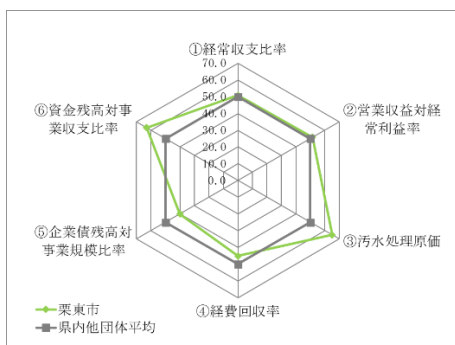 ①経常収支比率
70.0
60.0
50.0
40.0
30.0
20.0
10.0
0.0
②営業収益対経
常利益率
③汚水処理原価
④経費回収率
⑤企業債残高対
事業規模比率
⑥資金残高対事
業収支比率
栗東市
県内他団体平均